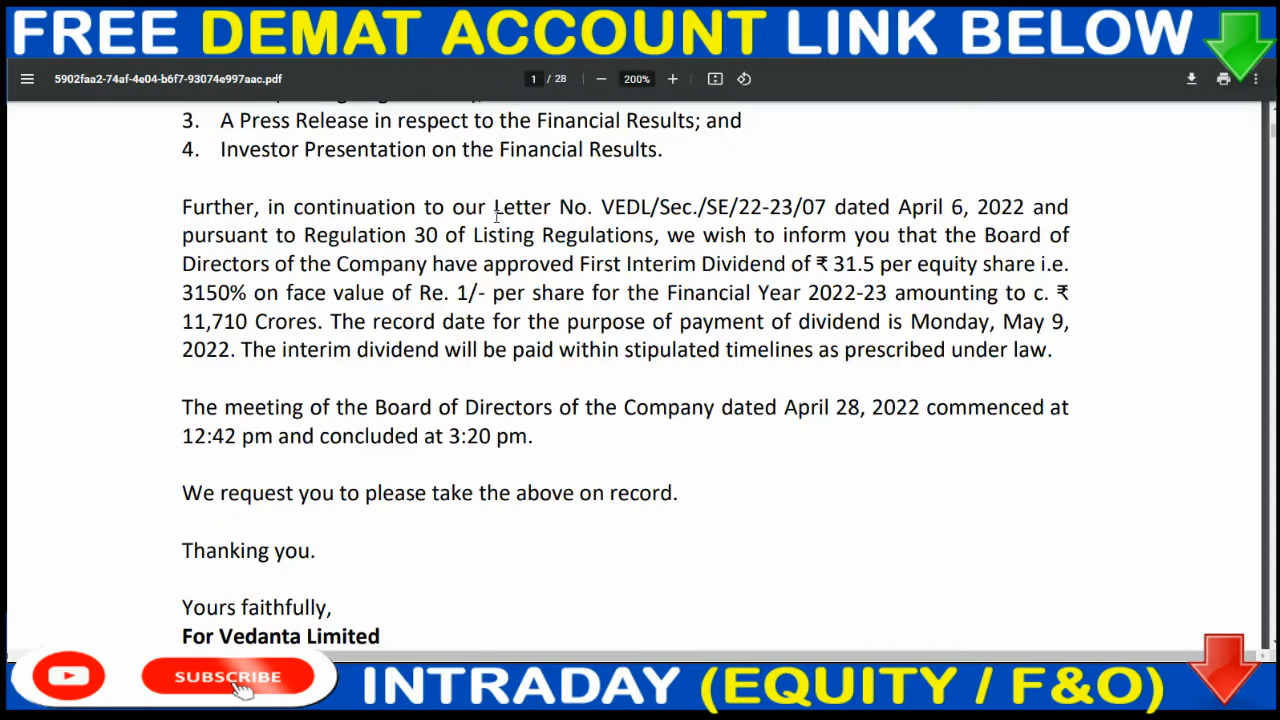 FREE DEMAT ACCOUNT LINK BELOW
5902faa2-74af-4e04-b6f7-93074e997aac.pdf
1 / 28
200%
3. A Press Release in respect to the Financial Results; and
4. Investor Presentation on the Financial Results.
Further, in continuation to our Letter No. VEDL/Sec./SE/22-23/07 dated April 6, 2022 and
pursuant to Regulation 30 of Listing Regulations, we wish to inform you that the Board of
Directors of the Company have approved First Interim Dividend of ₹ 31.5 per equity share i.e.
3150% on face value of Re. 1/- per share for the Financial Year 2022-23 amounting to c. ₹
11,710 Crores. The record date for the purpose of payment of dividend is Monday, May 9,
2022. The interim dividend will be paid within stipulated timelines as prescribed under law.
The meeting of the Board of Directors of the Company dated April 28, 2022 commenced at
12:42 pm and concluded at 3:20 pm.
We request you to please take the above on record.
Thanking you.
Yours faithfully,
For Vedanta Limited
SUBSCRIBE
INTRADAY (EQUITY / F&O)